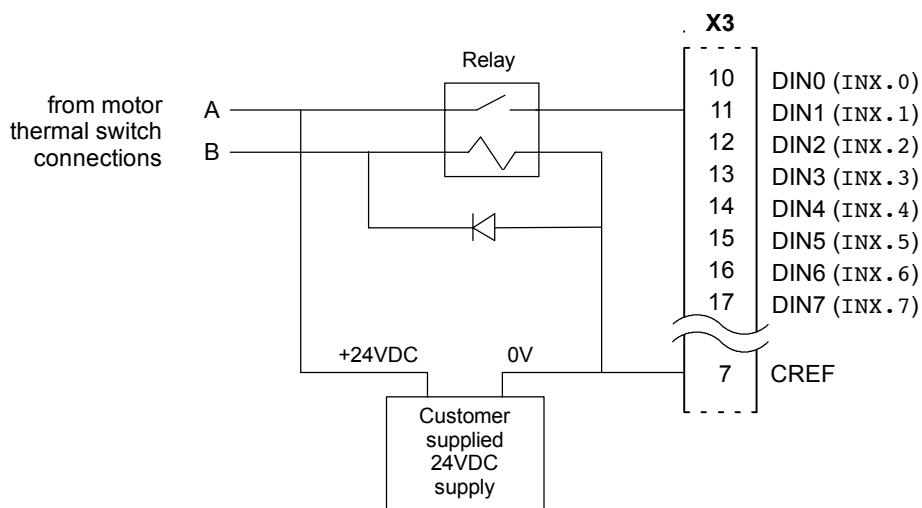 X3
Relay
from motor
thermal switch
connections
A
B
10 DIN0 (INX.0)
11 DIN1 (INX.1)
12 DIN2 (INX.2)
13 DIN3 (INX.3)
14 DIN4 (INX.4)
15 DIN5 (INX.5)
16 DIN6 (INX.6)
17 DIN7 (INX.7)
+24VDC 0V
7 CREF
Customer
supplied
24VDC
supply